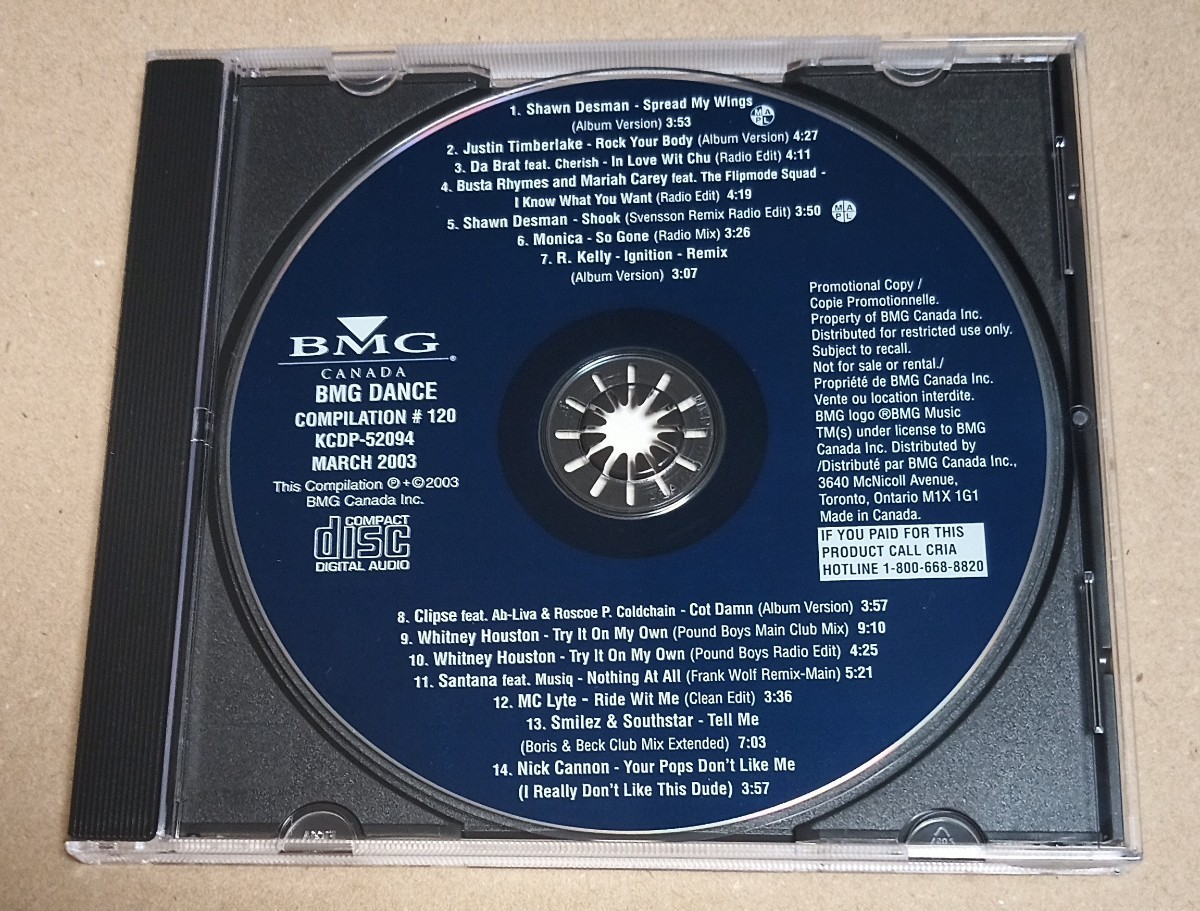 1. Shawn Desman - Spread My Wings
(Album Version) 3:53
MAPL
2. Justin Timberlake - Rock Your Body (Album Version) 4:27
3. Da Brat feat. Cherish - In Love Wit Chu (Radio Edit) 4:11
4. Busta Rhymes and Mariah Carey feat. The Flipmode Squad -
I Know What You Want (Radio Edit) 4:19
5. Shawn Desman - Shook (Svensson Remix Radio Edit) 3:50
MAPL
6. Monica - So Gone (Radio Mix) 3:26
7. R. Kelly - Ignition - Remix
(Album Version) 3:07
BMG®
CANADA
BMG DANCE
COMPILATION # 120
KCDP-52094
MARCH 2003
This Compilation ℗+©2003
BMG Canada Inc.
COMPACT
disc
DIGITAL AUDIO
Promotional Copy /
Copie Promotionnelle.
Property of BMG Canada Inc.
Distributed for restricted use only.
Subject to recall.
Not for sale or rental./
Propriété de BMG Canada Inc.
Vente ou location interdite.
BMG logo ®BMG Music
TM(s) under license to BMG
Canada Inc. Distributed by
/Distribué par BMG Canada Inc.,
3640 McNicoll Avenue,
Toronto, Ontario M1X 1G1
Made in Canada.
IF YOU PAID FOR THIS
PRODUCT CALL CRIA
HOTLINE 1-800-668-8820
8. Clipse feat. Ab-Liva & Roscoe P. Coldchain - Cot Damn (Album Version) 3:57
9. Whitney Houston - Try It On My Own (Pound Boys Main Club Mix) 9:10
10. Whitney Houston - Try It On My Own (Pound Boys Radio Edit) 4:25
11. Santana feat. Musiq - Nothing At All (Frank Wolf Remix-Main) 5:21
12. MC Lyte - Ride Wit Me (Clean Edit) 3:36
13. Smilez & Southstar - Tell Me
(Boris & Beck Club Mix Extended) 7:03
14. Nick Cannon - Your Pops Don't Like Me
(I Really Don't Like This Dude) 3:57